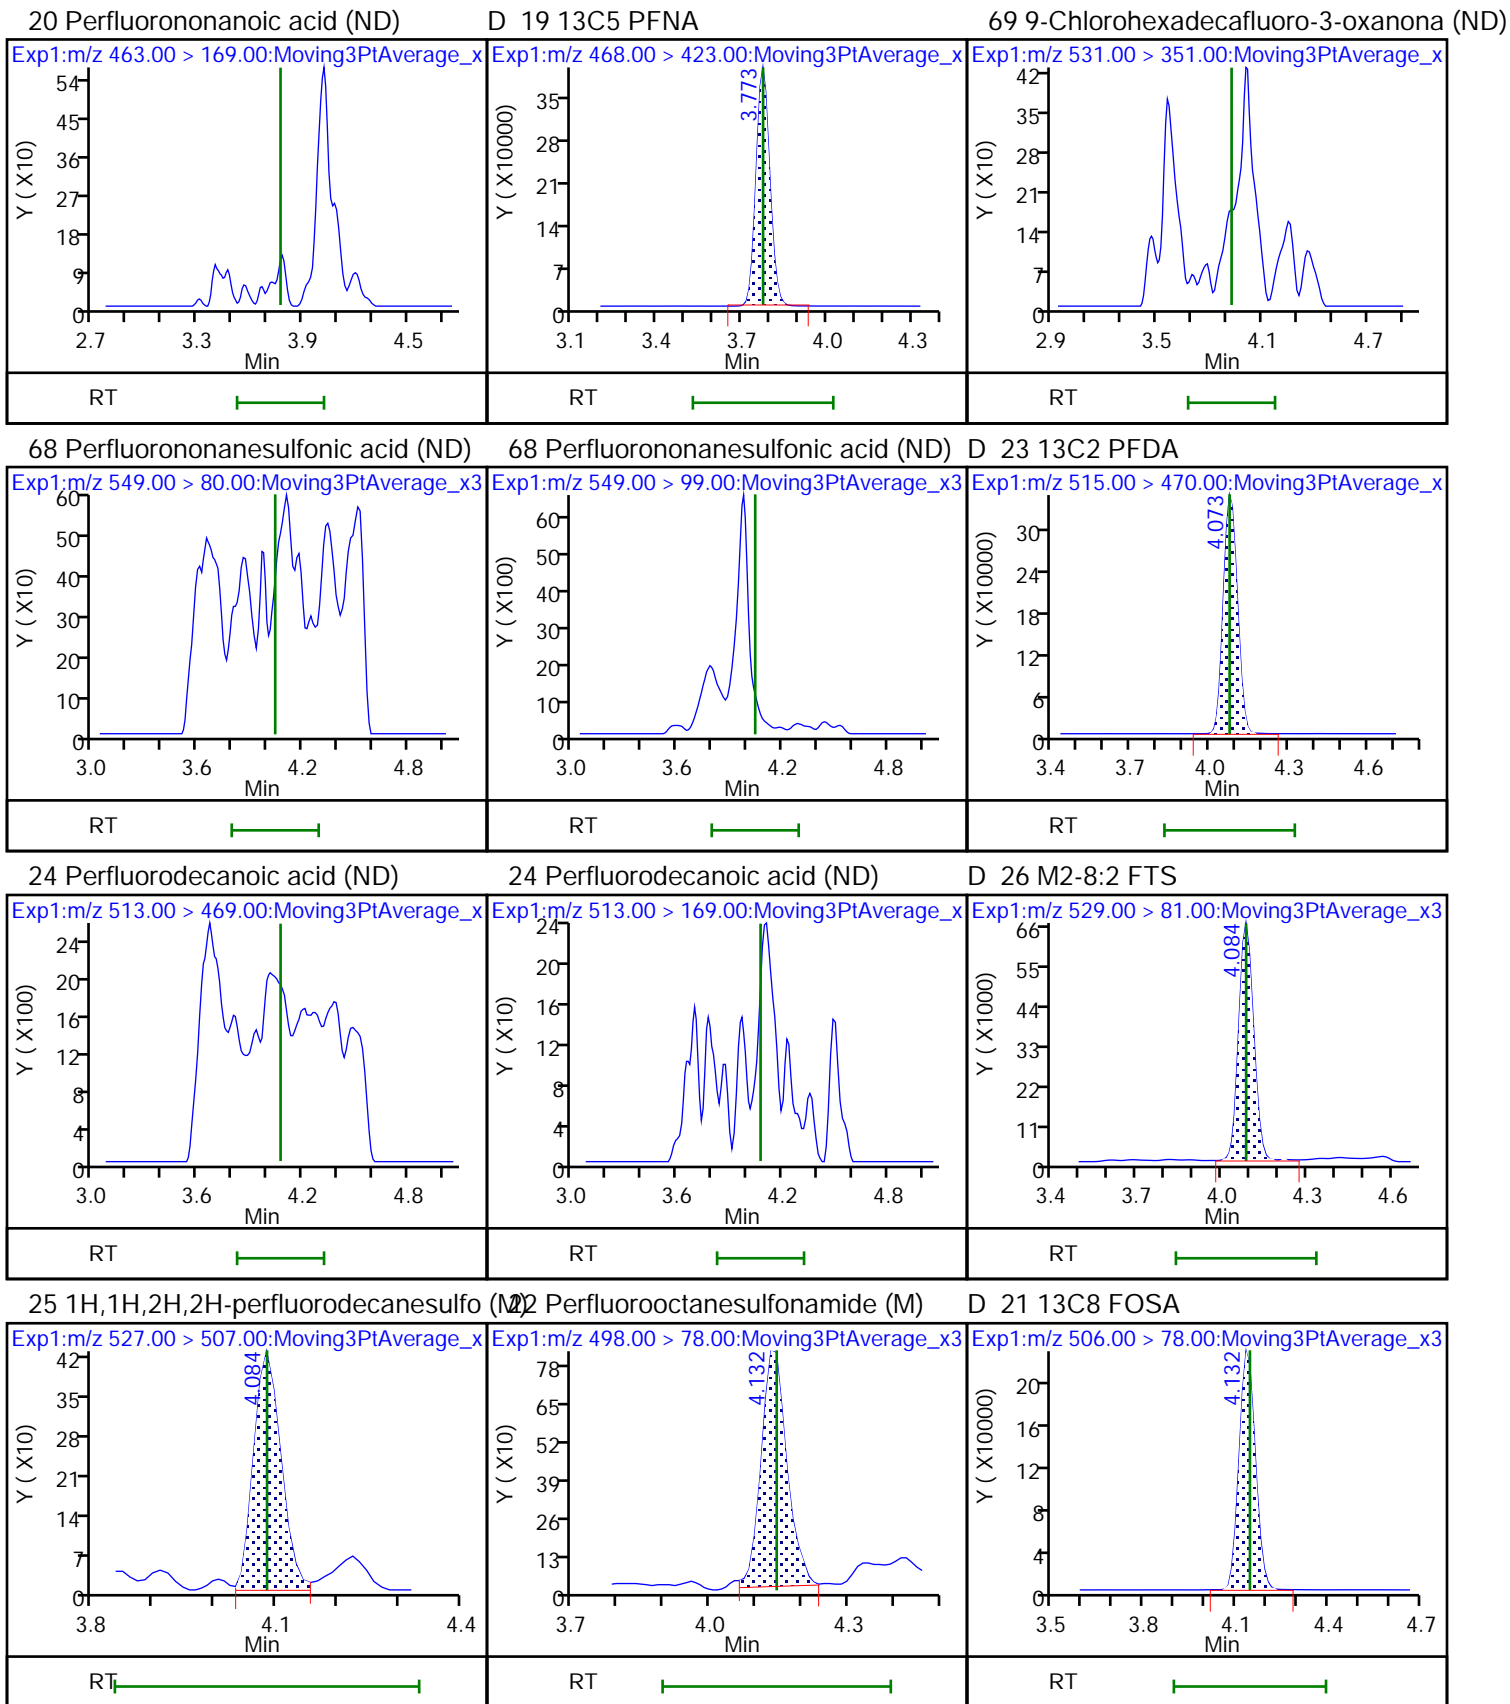 20 Perfluorononanoic acid (ND)
D 19 13C5 PFNA
69 9-Chlorohexadecafluoro-3-oxanona (ND)
Exp1:m/z 463.00 > 169.00:Moving3PtAverage_x
Exp1:m/z 468.00 > 423.00:Moving3PtAverage_x
Exp1:m/z 531.00 > 351.00:Moving3PtAverage_x
Y ( X10)
54
45
36
27
18
9
0
2.7 3.3 3.9 4.5
Min
RT
Y ( X10000)
3.773
35
28
21
14
7
0
3.1 3.4 3.7 4.0 4.3
Min
RT
Y ( X10)
42
35
28
21
14
7
0
2.9 3.5 4.1 4.7
Min
RT
68 Perfluorononanesulfonic acid (ND)
68 Perfluorononanesulfonic acid (ND)
D 23 13C2 PFDA
Exp1:m/z 549.00 > 80.00:Moving3PtAverage_x3
Exp1:m/z 549.00 > 99.00:Moving3PtAverage_x3
Exp1:m/z 515.00 > 470.00:Moving3PtAverage_x
Y ( X10)
60
50
40
30
20
10
0
3.0 3.6 4.2 4.8
Min
RT
Y ( X100)
60
50
40
30
20
10
0
3.0 3.6 4.2 4.8
Min
RT
Y ( X10000)
4.073
30
24
18
12
6
0
3.4 3.7 4.0 4.3 4.6
Min
RT
24 Perfluorodecanoic acid (ND)
24 Perfluorodecanoic acid (ND)
D 26 M2-8:2 FTS
Exp1:m/z 513.00 > 469.00:Moving3PtAverage_x
Exp1:m/z 513.00 > 169.00:Moving3PtAverage_x
Exp1:m/z 529.00 > 81.00:Moving3PtAverage_x3
Y ( X100)
24
20
16
12
8
4
0
3.0 3.6 4.2 4.8
Min
RT
Y ( X10)
24
20
16
12
8
4
0
3.0 3.6 4.2 4.8
Min
RT
Y ( X1000)
4.084
66
55
44
33
22
11
0
3.4 3.7 4.0 4.3 4.6
Min
RT
25 1H,1H,2H,2H-perfluorodecanesulfo (M)
22 Perfluorooctanesulfonamide (M)
D 21 13C8 FOSA
Exp1:m/z 527.00 > 507.00:Moving3PtAverage_x
Exp1:m/z 498.00 > 78.00:Moving3PtAverage_x3
Exp1:m/z 506.00 > 78.00:Moving3PtAverage_x3
Y ( X10)
4.084
42
35
28
21
14
7
0
3.8 4.1 4.4
Min
RT
Y ( X10)
4.132
78
65
52
39
26
13
0
3.7 4.0 4.3
Min
RT
Y ( X10000)
4.132
20
16
12
8
4
0
3.5 3.8 4.1 4.4 4.7
Min
RT